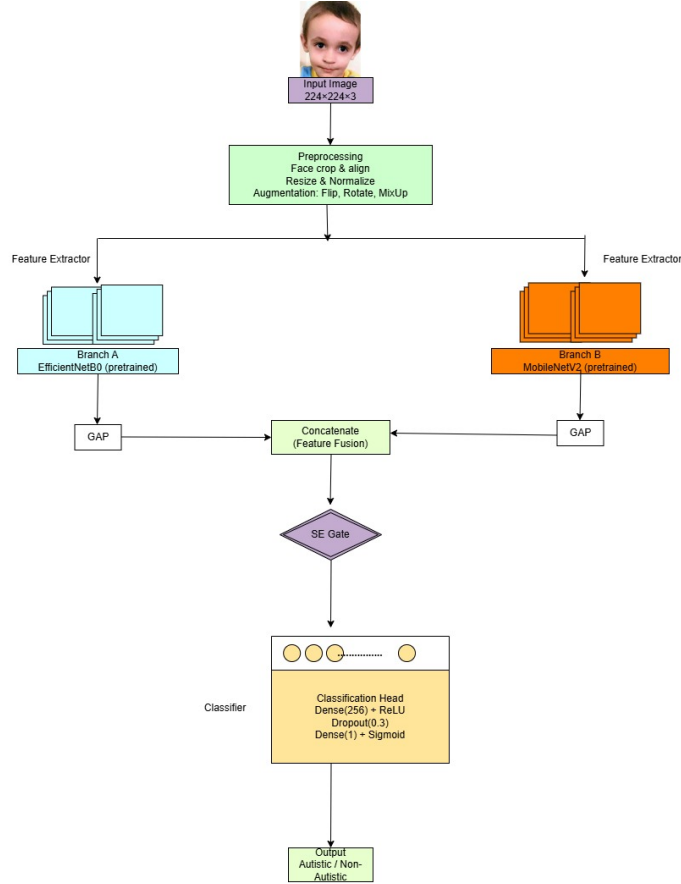 Input Image
224×224×3
Preprocessing
Face crop & align
Resize & Normalize
Augmentation: Flip, Rotate, MixUp
Feature Extractor
Feature Extractor
Branch A
EfficientNetB0 (pretrained)
Branch B
MobileNetV2 (pretrained)
GAP
Concatenate
(Feature Fusion)
GAP
SE Gate
Classifier
Classification Head
Dense(256) + ReLU
Dropout(0.3)
Dense(1) + Sigmoid
Output
Autistic / Non-
Autistic